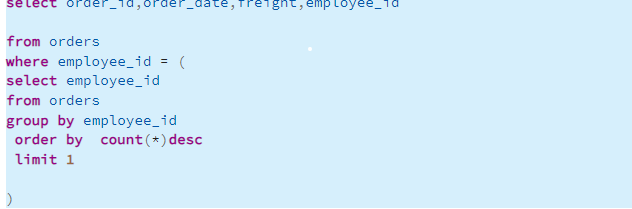 select order_id,order_date,freight,employee_id
from orders
where employee_id = (
select employee_id
from orders
group by employee_id
order by  count(*)desc
limit 1
)